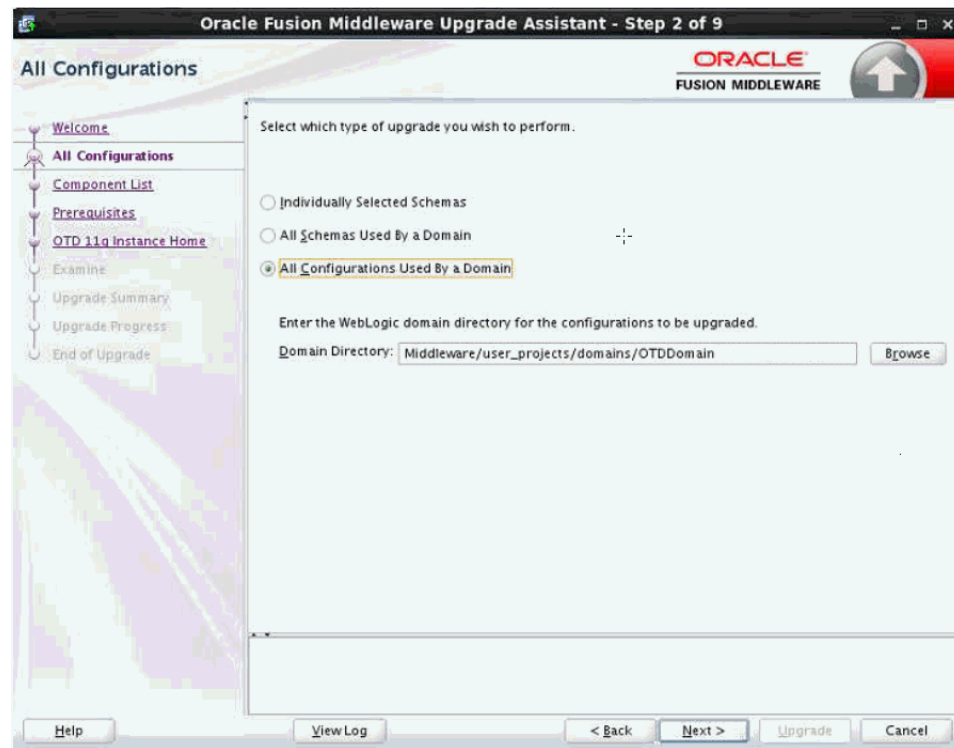 Oracle Fusion Middleware Upgrade Assistant - Step 2 of 9
All Configurations
ORACLE
FUSION MIDDLEWARE
Welcome
All Configurations
Component List
Prerequisites
OTD 11g Instance Home
Examine
Upgrade Summary
Upgrade Progress
End of Upgrade
Select which type of upgrade you wish to perform.
Individually Selected Schemas
All Schemas Used By a Domain
All Configurations Used By a Domain
Enter the WebLogic domain directory for the configurations to be upgraded.
Domain Directory: Middleware/user_projects/domains/OTDDomain Browse
Help View Log < Back Next > Upgrade Cancel